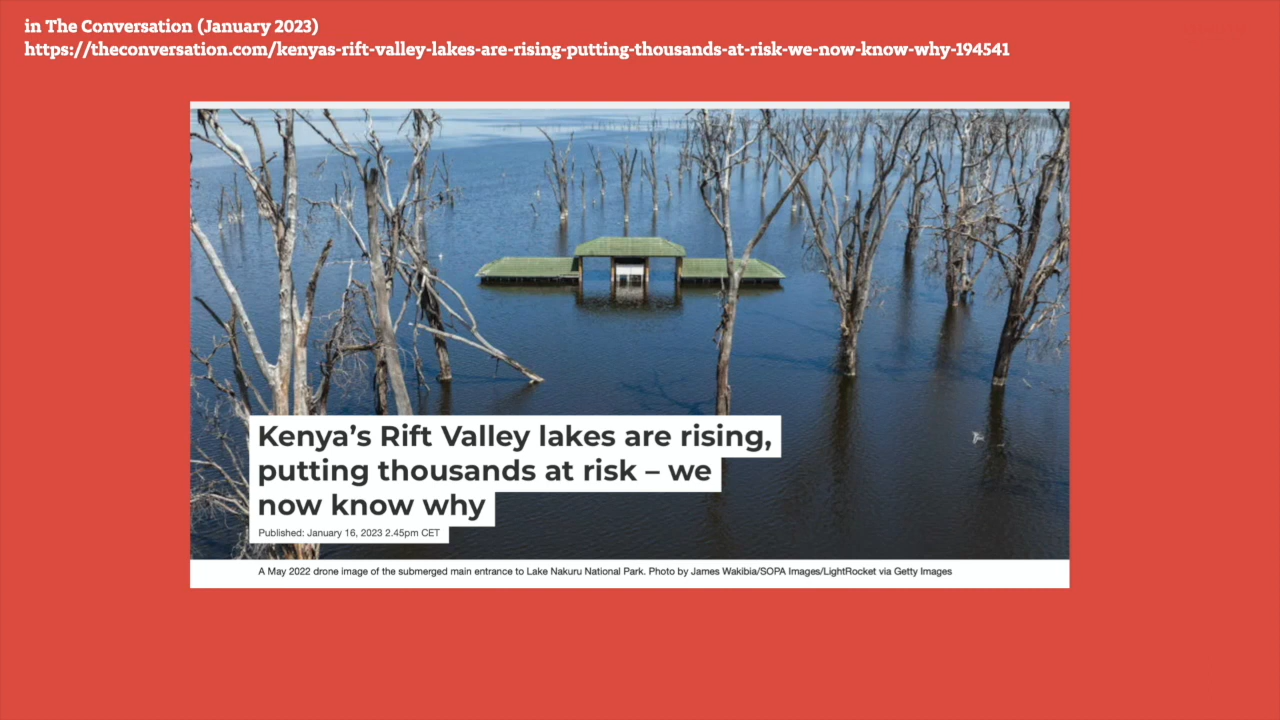 in The Conversation (January 2023)
https://theconversation.com/kenyas-rift-valley-lakes-are-rising-putting-thousands-at-risk-we-now-know-why-194541
Kenya’s Rift Valley lakes are rising,
putting thousands at risk – we
now know why
Published: January 16, 2023 2.45pm CET
A May 2022 drone image of the submerged main entrance to Lake Nakuru National Park. Photo by James Wakibia/SOPA Images/LightRocket via Getty Images